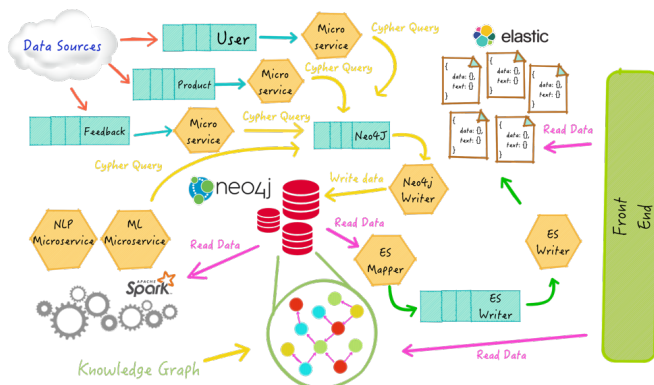 Data Sources
User
Micro
service
Cypher Query
elastic
Product
Micro
service
Cypher Query
Feedback
Micro
service
Cypher Query
Neo4J
{
data: {},
text: {}
}
{
data: {},
text: {}
}
{
data: {},
text: {}
}
{
data: {},
text: {}
}
{
data: {},
text: {}
}
Read Data
Cypher Query
neo4j
Write data
Neo4j
Writer
NLP
Microservice
ML
Microservice
Read Data
Read Data
ES
Mapper
ES
Writer
Front End
APACHE
Spark
ES
Writer
Knowledge Graph
Read Data